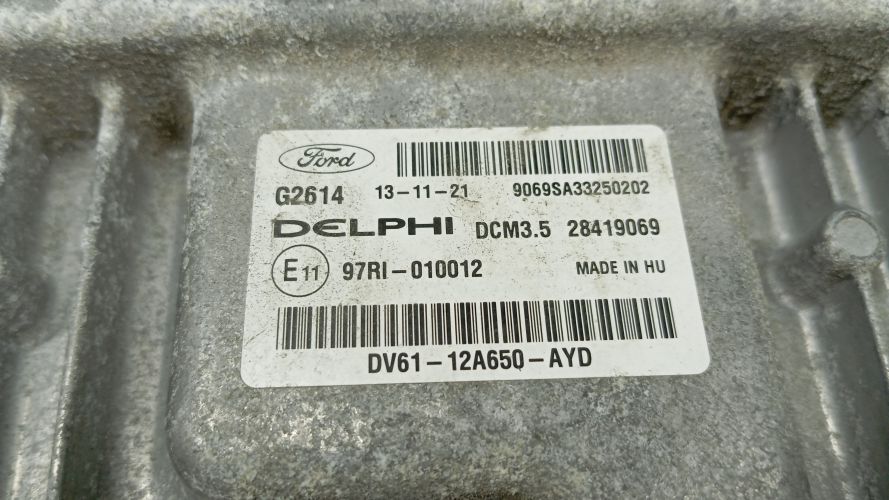 Ford
G2614 13-11-21 9069SA33250202
DELPHI DCM3.5 28419069
E11 97RI-010012 MADE IN HU
DV61-12A650-AYD